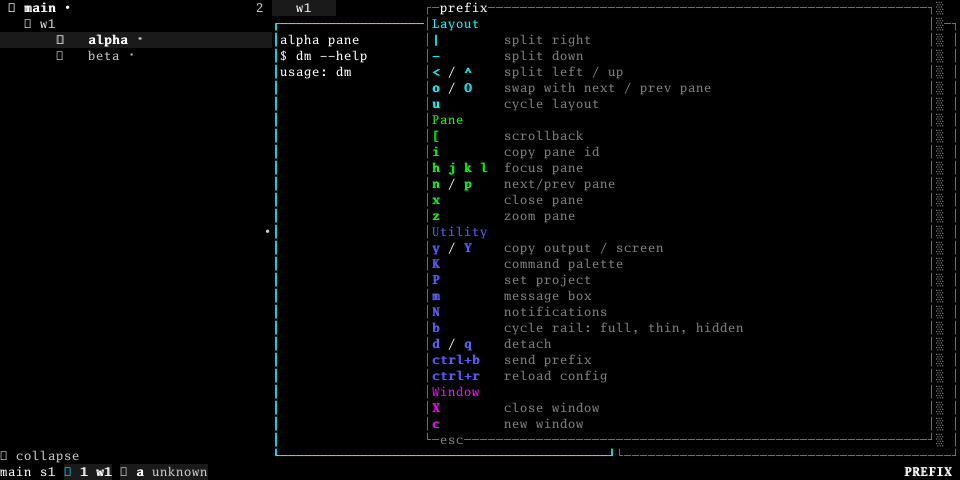 main • 2 w1 prefix
w1 Layout
alpha • alpha pane | split right
beta • $ dm --help - split down
usage: dm < / ^ split left / up
o / O swap with next / prev pane
u cycle layout
Pane
[ scrollback
i copy pane id
h j k l focus pane
n / p next/prev pane
x close pane
z zoom pane
• Utility
y / Y copy output / screen
K command palette
P set project
m message box
N notifications
b cycle rail: full, thin, hidden
d / q detach
ctrl+b send prefix
ctrl+r reload config
Window
X close window
c new window
esc
collapse
main s1 1 w1 a unknown PREFIX